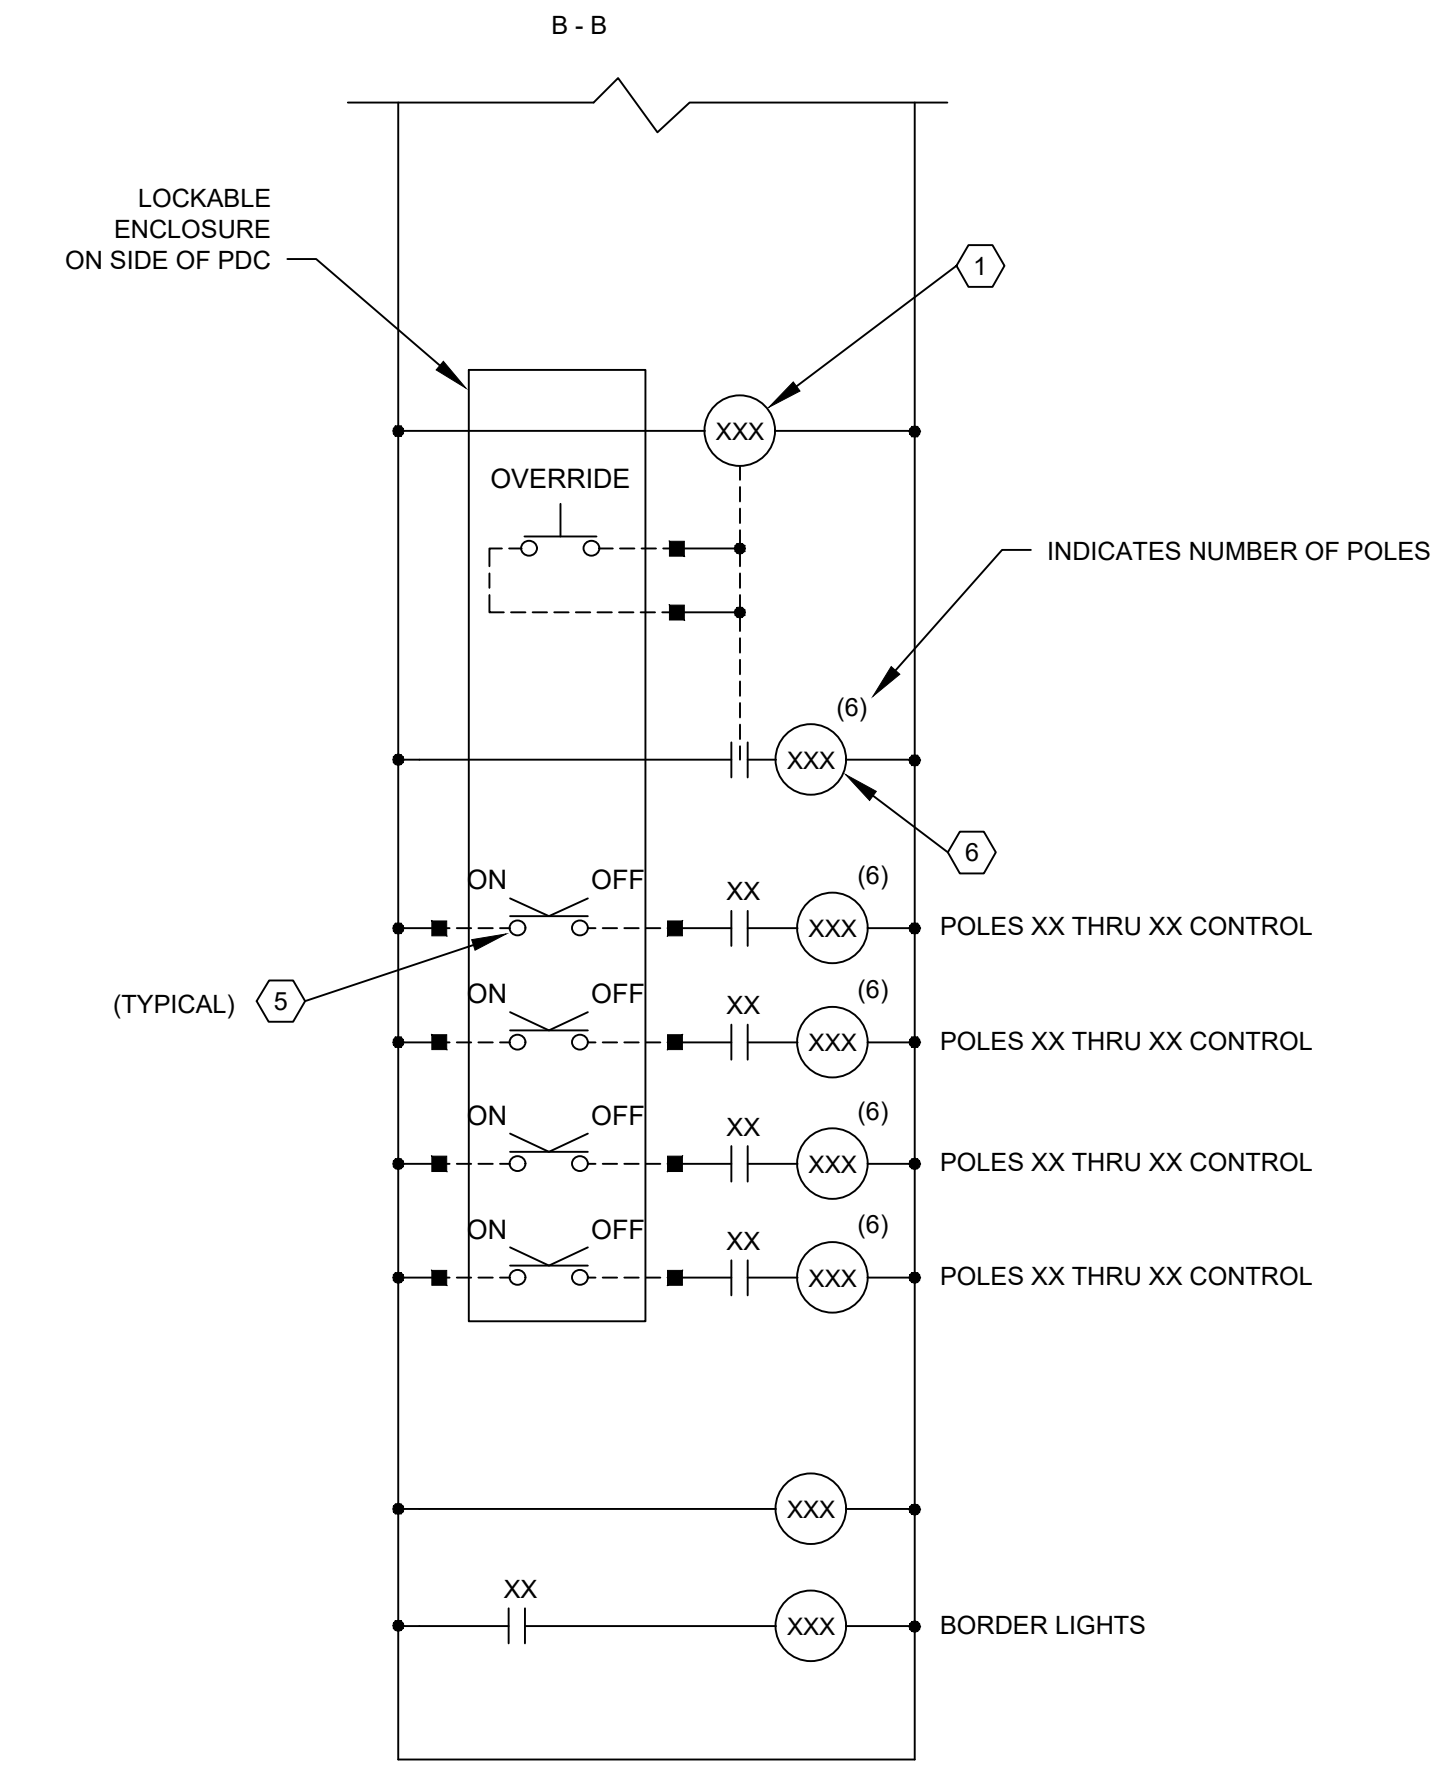 B - B
LOCKABLE
ENCLOSURE
ON SIDE OF PDC
1
XXX
OVERRIDE
INDICATES NUMBER OF POLES
(6)
XXX
6
ON OFF XX (6)
XXX POLES XX THRU XX CONTROL
(TYPICAL) 5
ON OFF XX (6)
XXX POLES XX THRU XX CONTROL
ON OFF XX (6)
XXX POLES XX THRU XX CONTROL
ON OFF XX (6)
XXX POLES XX THRU XX CONTROL
XXX
XX
XXX BORDER LIGHTS